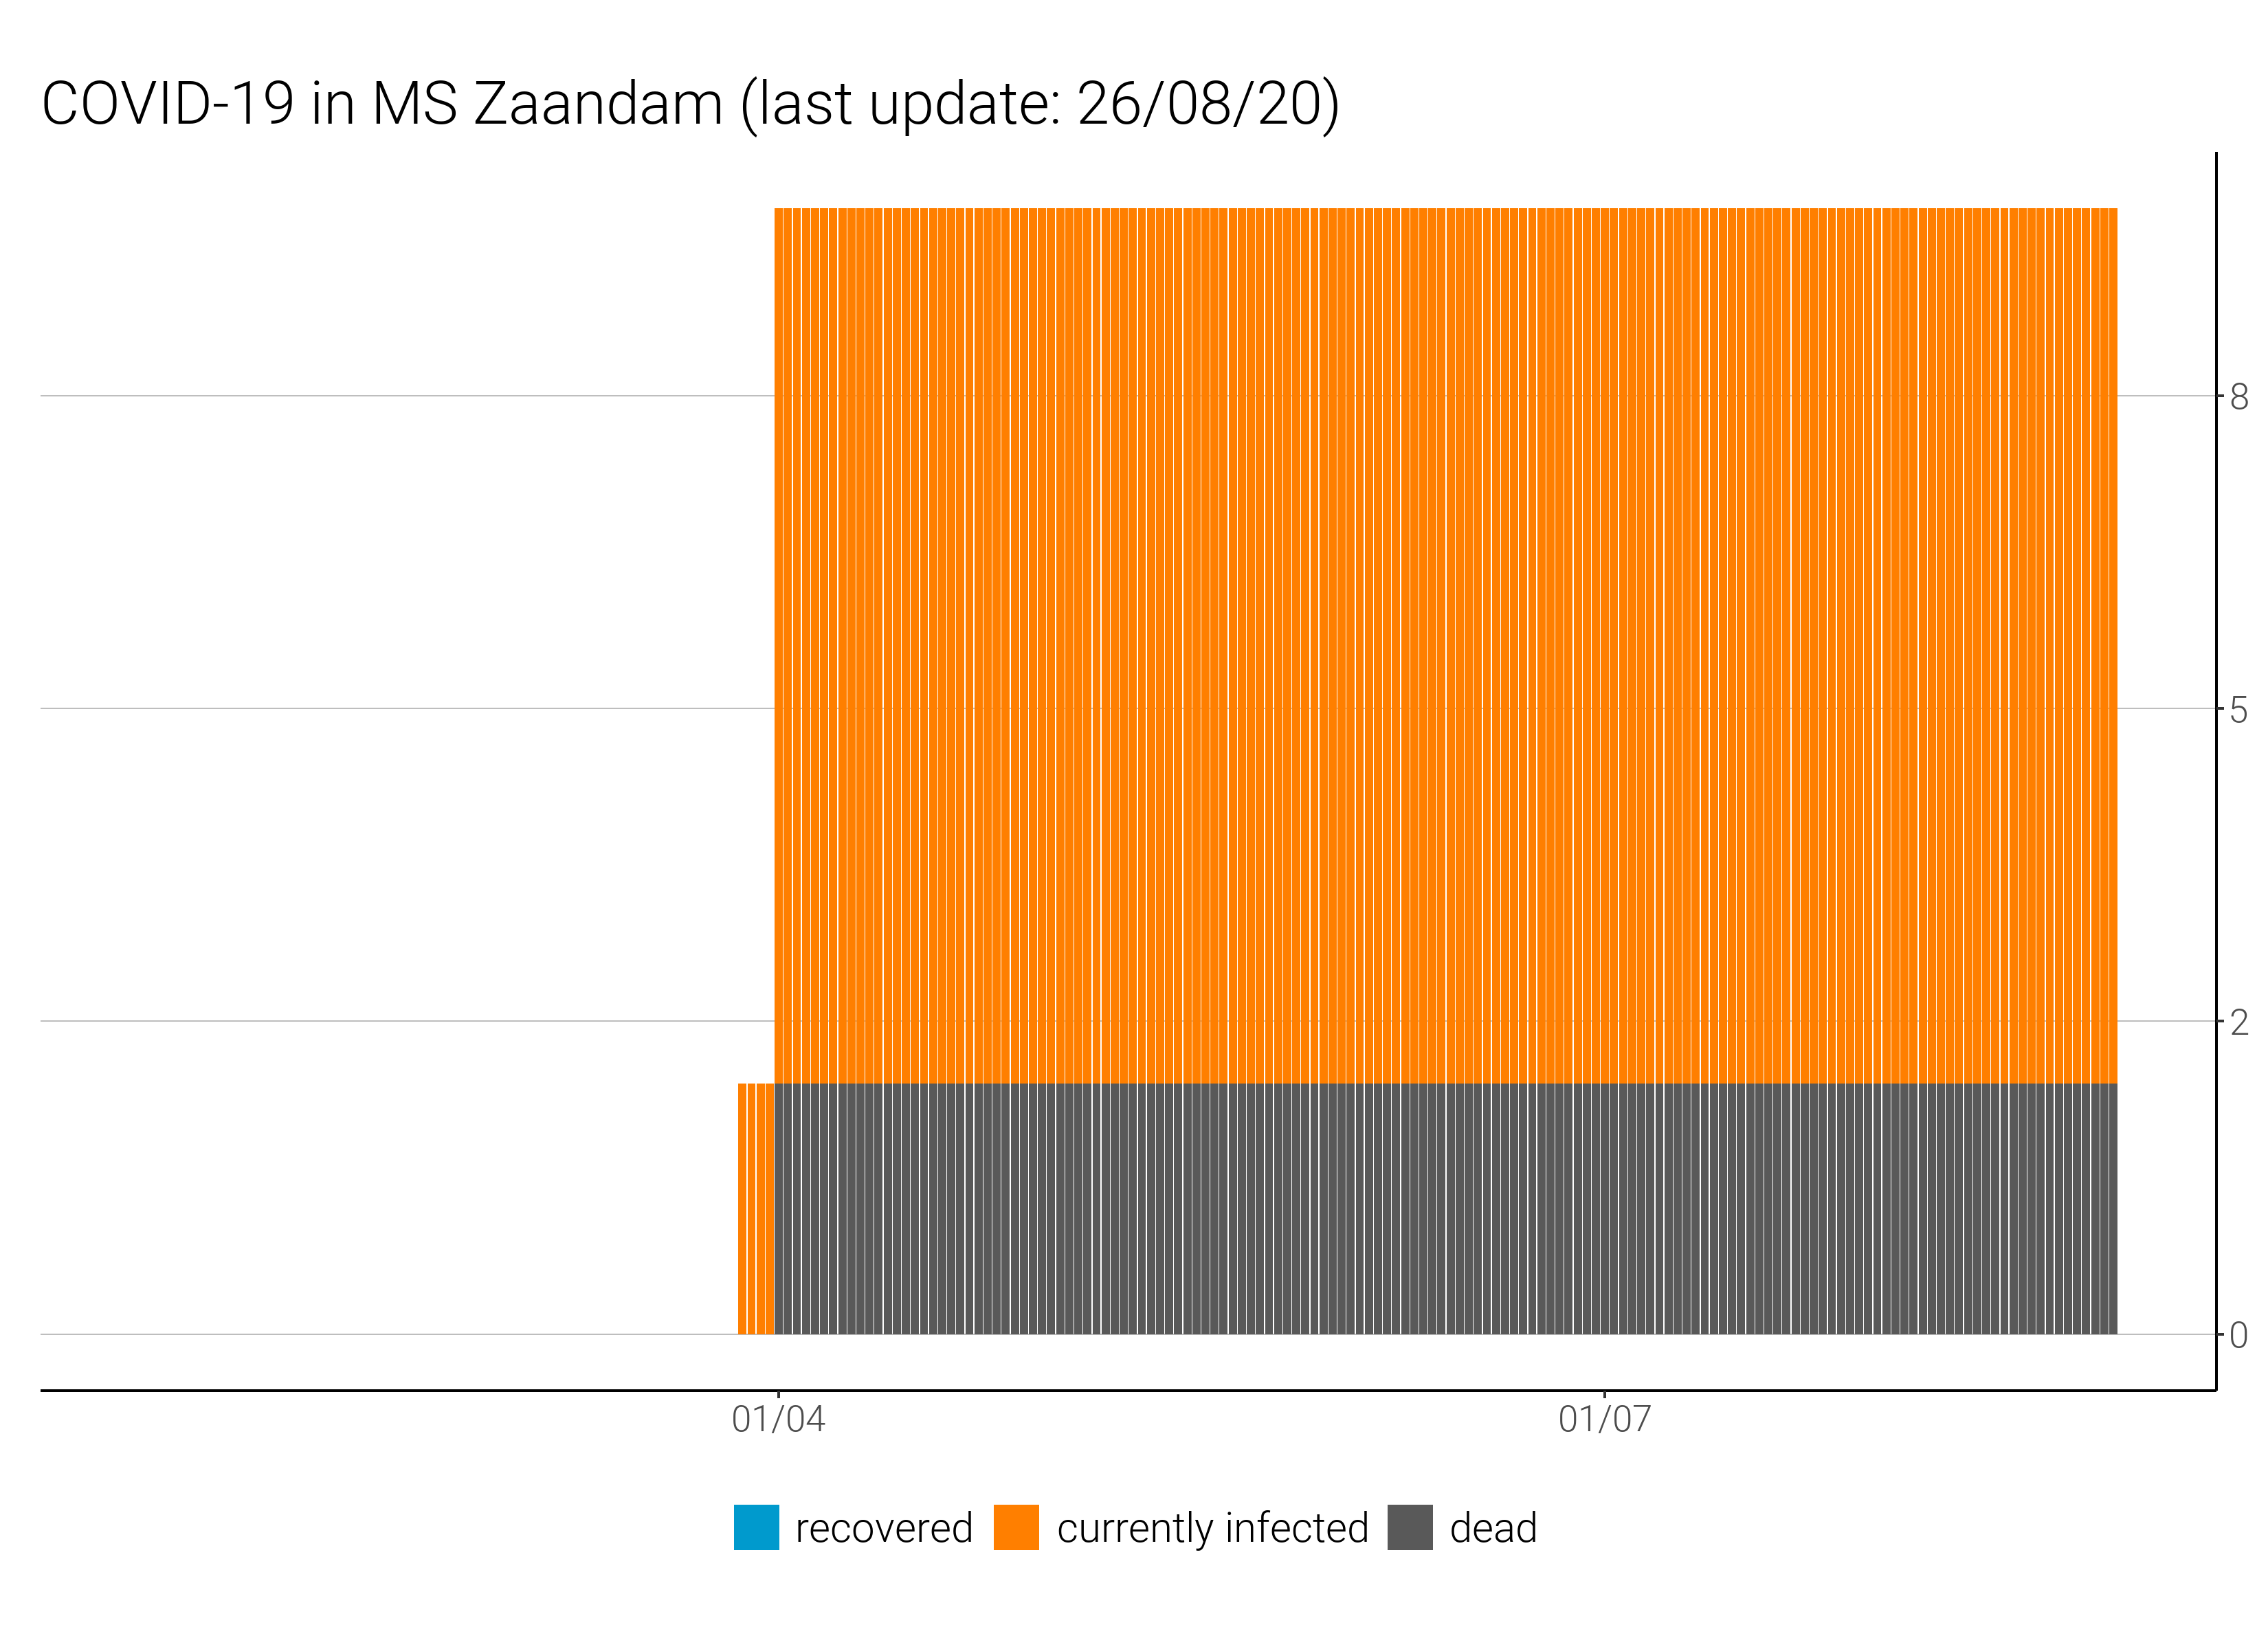 COVID-19 in MS Zaandam (last update: 26/08/20)
8
5
2
0
01/04 01/07
recovered currently infected dead